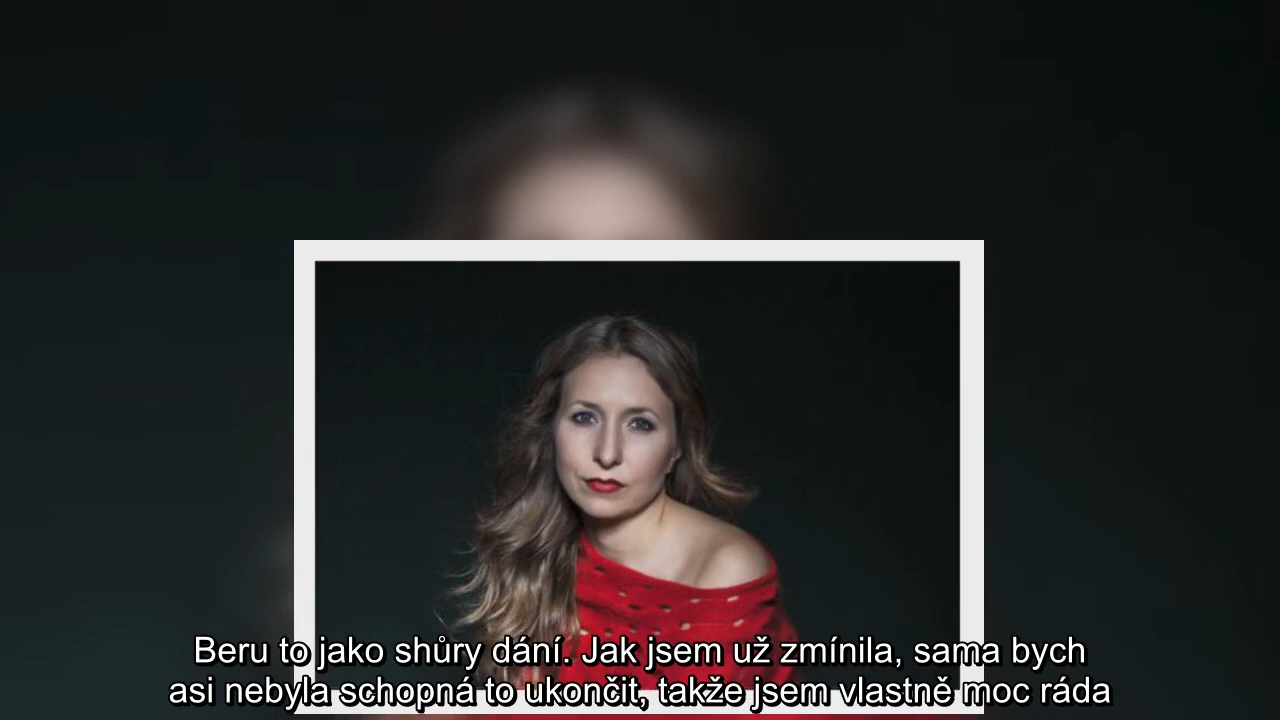 Beru to jako shůry dání. Jak jsem už zmínila, sama bych
asi nebyla schopná to ukončit, takže jsem vlastně moc ráda